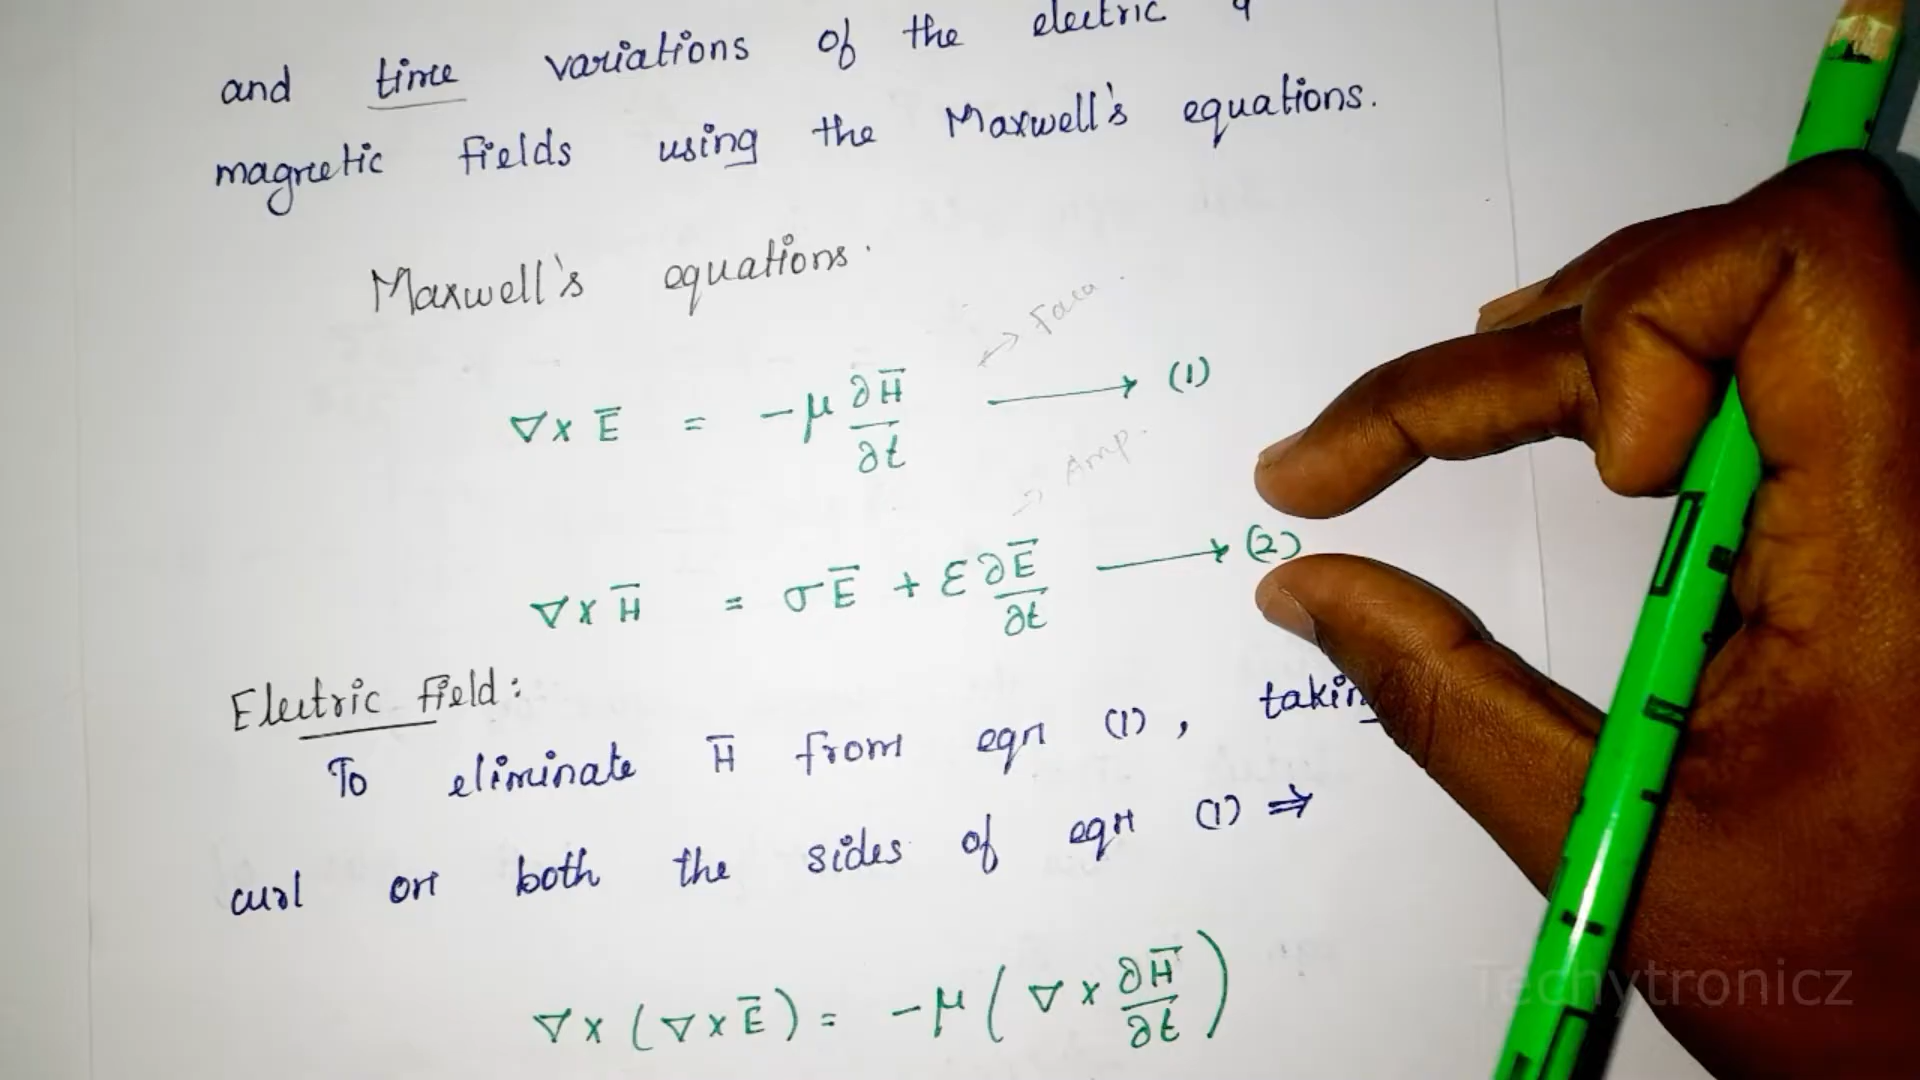 and time variations of the electric
magnetic fields using the Maxwell's equations.
Maxwell's equations.
→ Fara.
∇ × E̅ = -μ ∂H̅/∂t → (1)
→ Amp.
∇ × H̅ = σE̅ + ε ∂E̅/∂t → (2)
Electric field:
To eliminate H̅ from eqn (1), takin
curl on both the sides of eqn (1) ⇒
∇ × (∇ × E̅) = -μ (∇ × ∂H̅/∂t)
Techytronicz